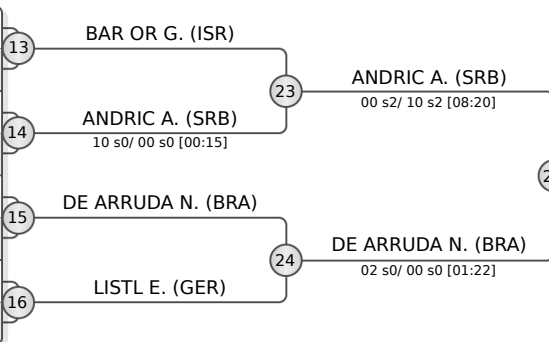 BAR OR G. (ISR)
13
23
ANDRIC A. (SRB)
00 s2/ 10 s2 [08:20]
ANDRIC A. (SRB)
14
10 s0/ 00 s0 [00:15]
DE ARRUDA N. (BRA)
15
24
DE ARRUDA N. (BRA)
02 s0/ 00 s0 [01:22]
LISTL E. (GER)
16